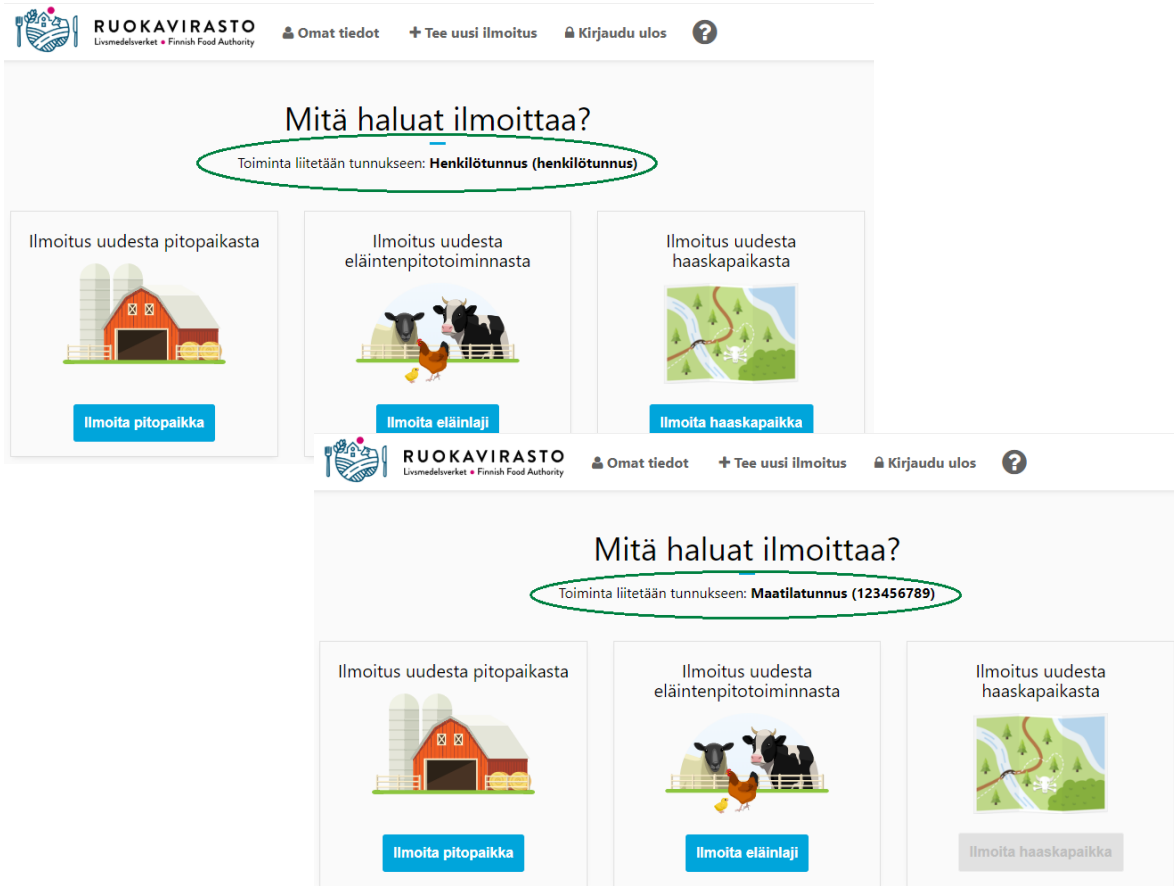 RUOKAVIRASTO
Livsmedelsverket • Finnish Food Authority
Omat tiedot
+ Tee uusi ilmoitus
Kirjaudu ulos
?
Mitä haluat ilmoittaa?
Toiminta liitetään tunnukseen: Henkilötunnus (henkilötunnus)
Ilmoitus uudesta pitopaikasta
Ilmoita pitopaikka
Ilmoitus uudesta
eläintenpitotoiminnasta
Ilmoita eläinlaji
Ilmoitus uudesta
haaskapaikasta
Ilmoita haaskapaikka
RUOKAVIRASTO
Livsmedelsverket • Finnish Food Authority
Omat tiedot
+ Tee uusi ilmoitus
Kirjaudu ulos
?
Mitä haluat ilmoittaa?
Toiminta liitetään tunnukseen: Maatilatunnus (123456789)
Ilmoitus uudesta pitopaikasta
Ilmoita pitopaikka
Ilmoitus uudesta
eläintenpitotoiminnasta
Ilmoita eläinlaji
Ilmoitus uudesta
haaskapaikasta
Ilmoita haaskapaikka